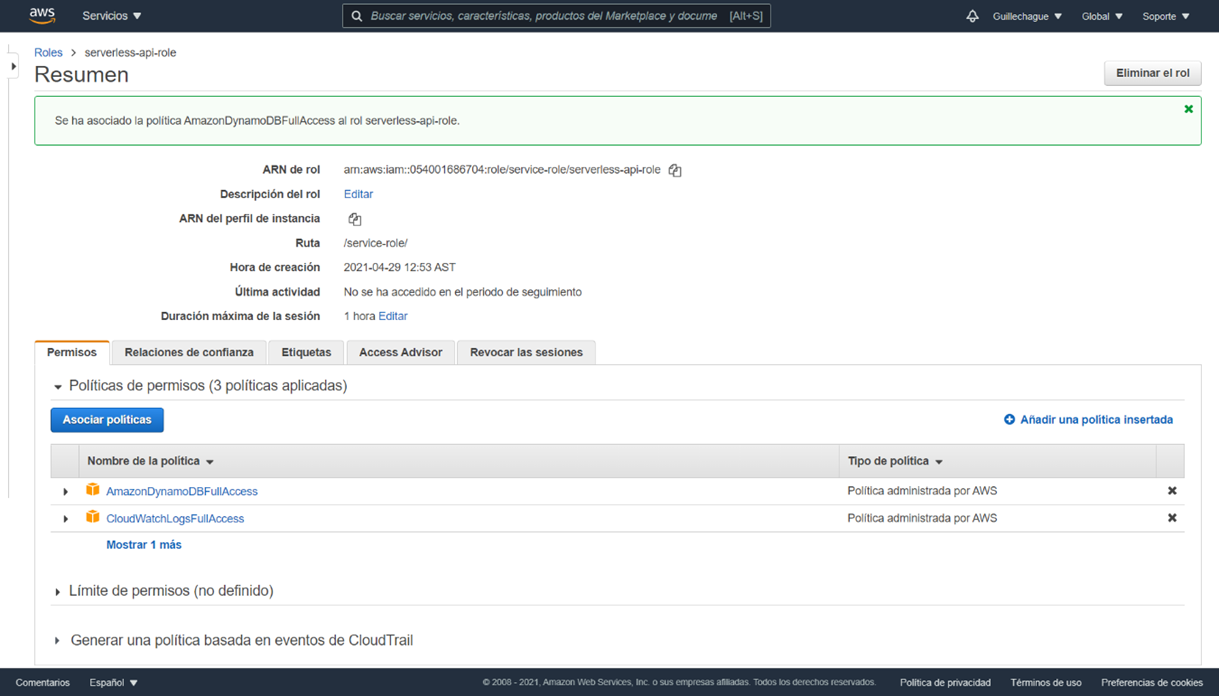 aws Servicios Buscar servicios, características, productos del Marketplace y docume [Alt+S] Guillechague Global Soporte
Roles > serverless-api-role
Resumen
Eliminar el rol
Se ha asociado la política AmazonDynamoDBFullAccess al rol serverless-api-role.
ARN de rol arn:aws:iam::054001686704:role/service-role/serverless-api-role
Descripción del rol Editar
ARN del perfil de instancia
Ruta /service-role/
Hora de creación 2021-04-29 12:53 AST
Última actividad No se ha accedido en el periodo de seguimiento
Duración máxima de la sesión 1 hora Editar
Permisos Relaciones de confianza Etiquetas Access Advisor Revocar las sesiones
Políticas de permisos (3 políticas aplicadas)
Asociar políticas Añadir una política insertada
Nombre de la política Tipo de política
AmazonDynamoDBFullAccess Política administrada por AWS
CloudWatchLogsFullAccess Política administrada por AWS
Mostrar 1 más
Límite de permisos (no definido)
Generar una política basada en eventos de CloudTrail
Comentarios Español © 2008 - 2021, Amazon Web Services, Inc. o sus empresas afiliadas. Todos los derechos reservados. Política de privacidad Términos de uso Preferencias de cookies